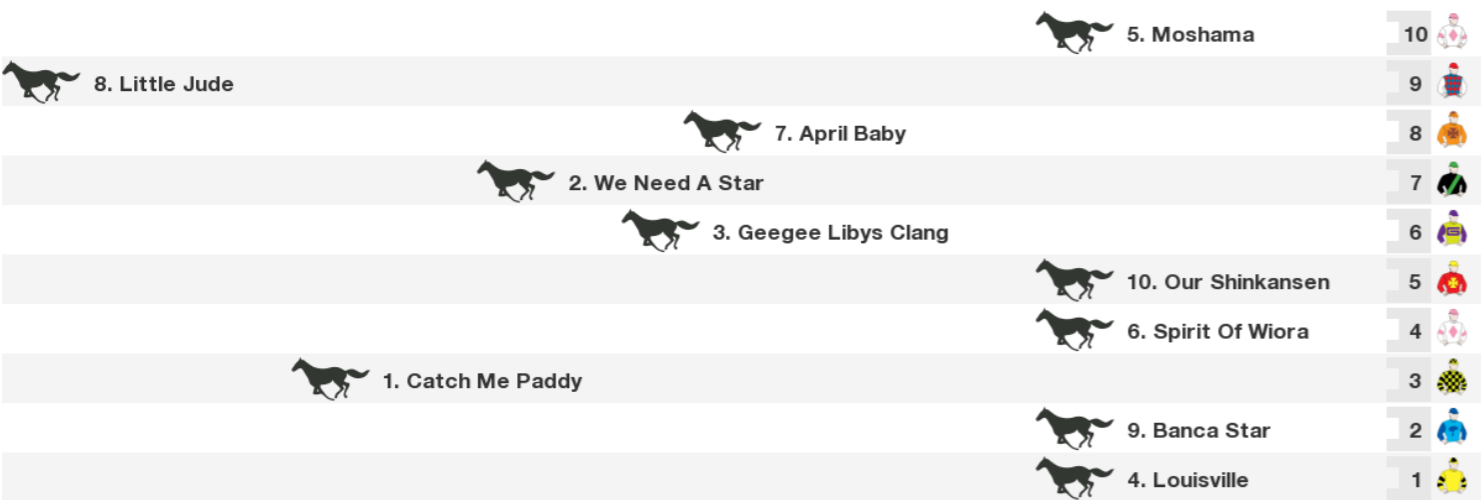 5. Moshama 10
8. Little Jude 9
7. April Baby 8
2. We Need A Star 7
3. Geegee Libys Clang 6
10. Our Shinkansen 5
6. Spirit Of Wiora 4
1. Catch Me Paddy 3
9. Banca Star 2
4. Louisville 1